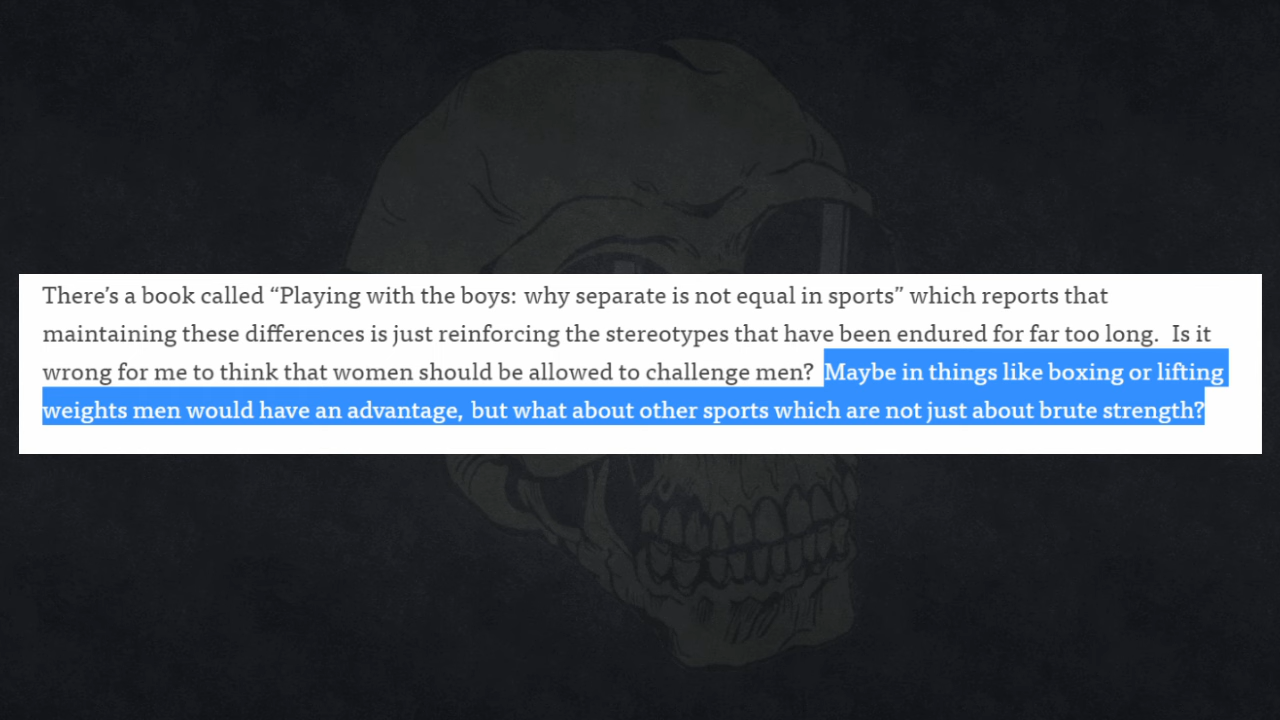 There’s a book called “Playing with the boys: why separate is not equal in sports” which reports that
maintaining these differences is just reinforcing the stereotypes that have been endured for far too long.  Is it
wrong for me to think that women should be allowed to challenge men?  Maybe in things like boxing or lifting
weights men would have an advantage, but what about other sports which are not just about brute strength?